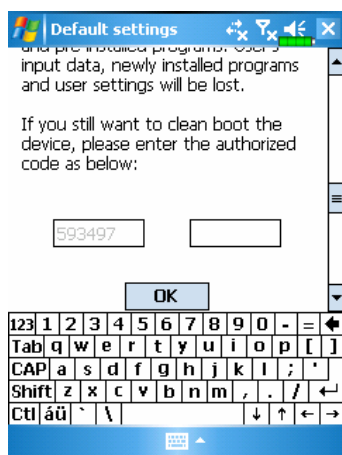 Default settings
and pre installed programs. User's
input data, newly installed programs
and user settings will be lost.
If you still want to clean boot the
device, please enter the authorized
code as below:
593497
OK
123 1 2 3 4 5 6 7 8 9 0 - =
Tab q w e r t y u i o p [ ]
CAP a s d f g h j k l ; '
Shift z x c v b n m , . /
Ctl áü ` \